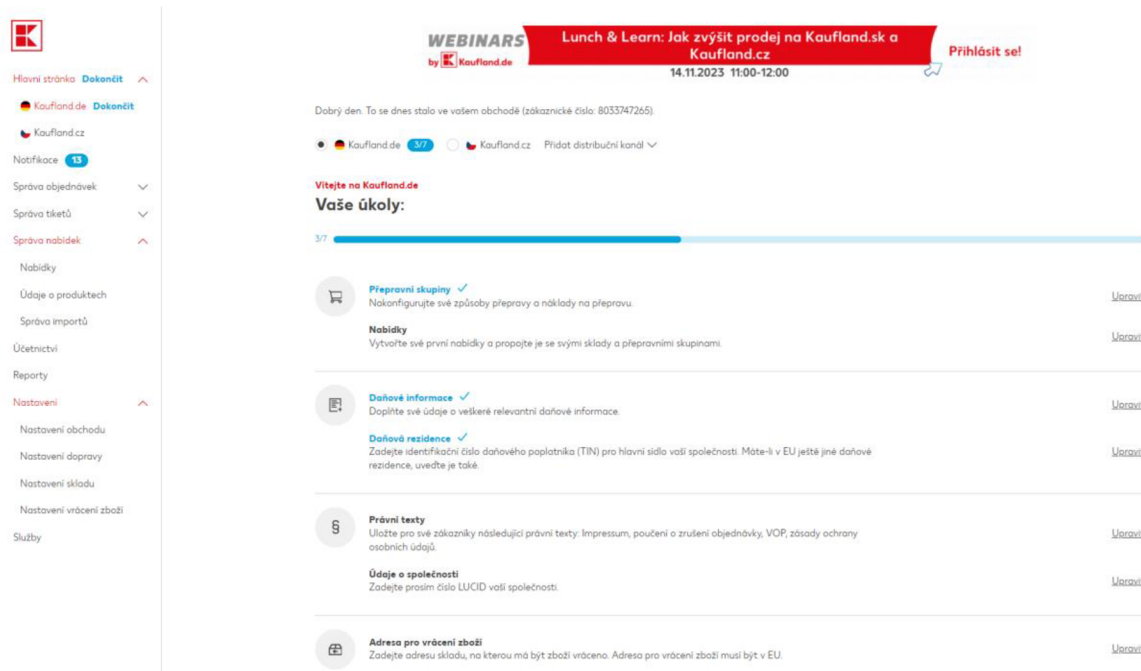 Hlavní stránka Dokončit
Kaufland.de Dokončit
Kaufland.cz
Notifikace 13
Správa objednávek
Správa tiketů
Správa nabídek
Nabídky
Údaje o produktech
Správa importů
Účetnictví
Reporty
Nastavení
Nastavení obchodu
Nastavení dopravy
Nastavení skladu
Nastavení vrácení zboží
Služby
WEBINARS
by Kaufland.de
Lunch & Learn: Jak zvýšit prodej na Kaufland.sk a
Kaufland.cz
14.11.2023 11:00-12:00
Přihlásit se!
Dobrý den. To se dnes stalo ve vašem obchodě (zákaznické číslo: 8033747265).
Kaufland.de 3/7 Kaufland.cz Přidat distribuční kanál
Vítejte na Kaufland.de
Vaše úkoly:
3/7
Přepravní skupiny
Nakonfigurujte své způsoby přepravy a náklady na přepravu.
Upravi
Nabídky
Vytvořte své první nabídky a propojte je se svými sklady a přepravními skupinami.
Upravi
Daňové informace
Doplňte své údaje o veškeré relevantní daňové informace.
Upravi
Daňová rezidence
Zadejte identifikační číslo daňového poplatníka (TIN) pro hlavní sídlo vaší společnosti. Máte-li v EU ještě jiné daňové
rezidence, uveďte je také.
Upravi
§
Právní texty
Uložte pro své zákazníky následující právní texty: Impressum, poučení o zrušení objednávky, VOP, zásady ochrany
osobních údajů.
Upravi
Údaje o společnosti
Zadejte prosím číslo LUCID vaší společnosti.
Upravi
Adresa pro vrácení zboží
Zadejte adresu skladu, na kterou má být zboží vráceno. Adresa pro vrácení zboží musí být v EU.
Upravi